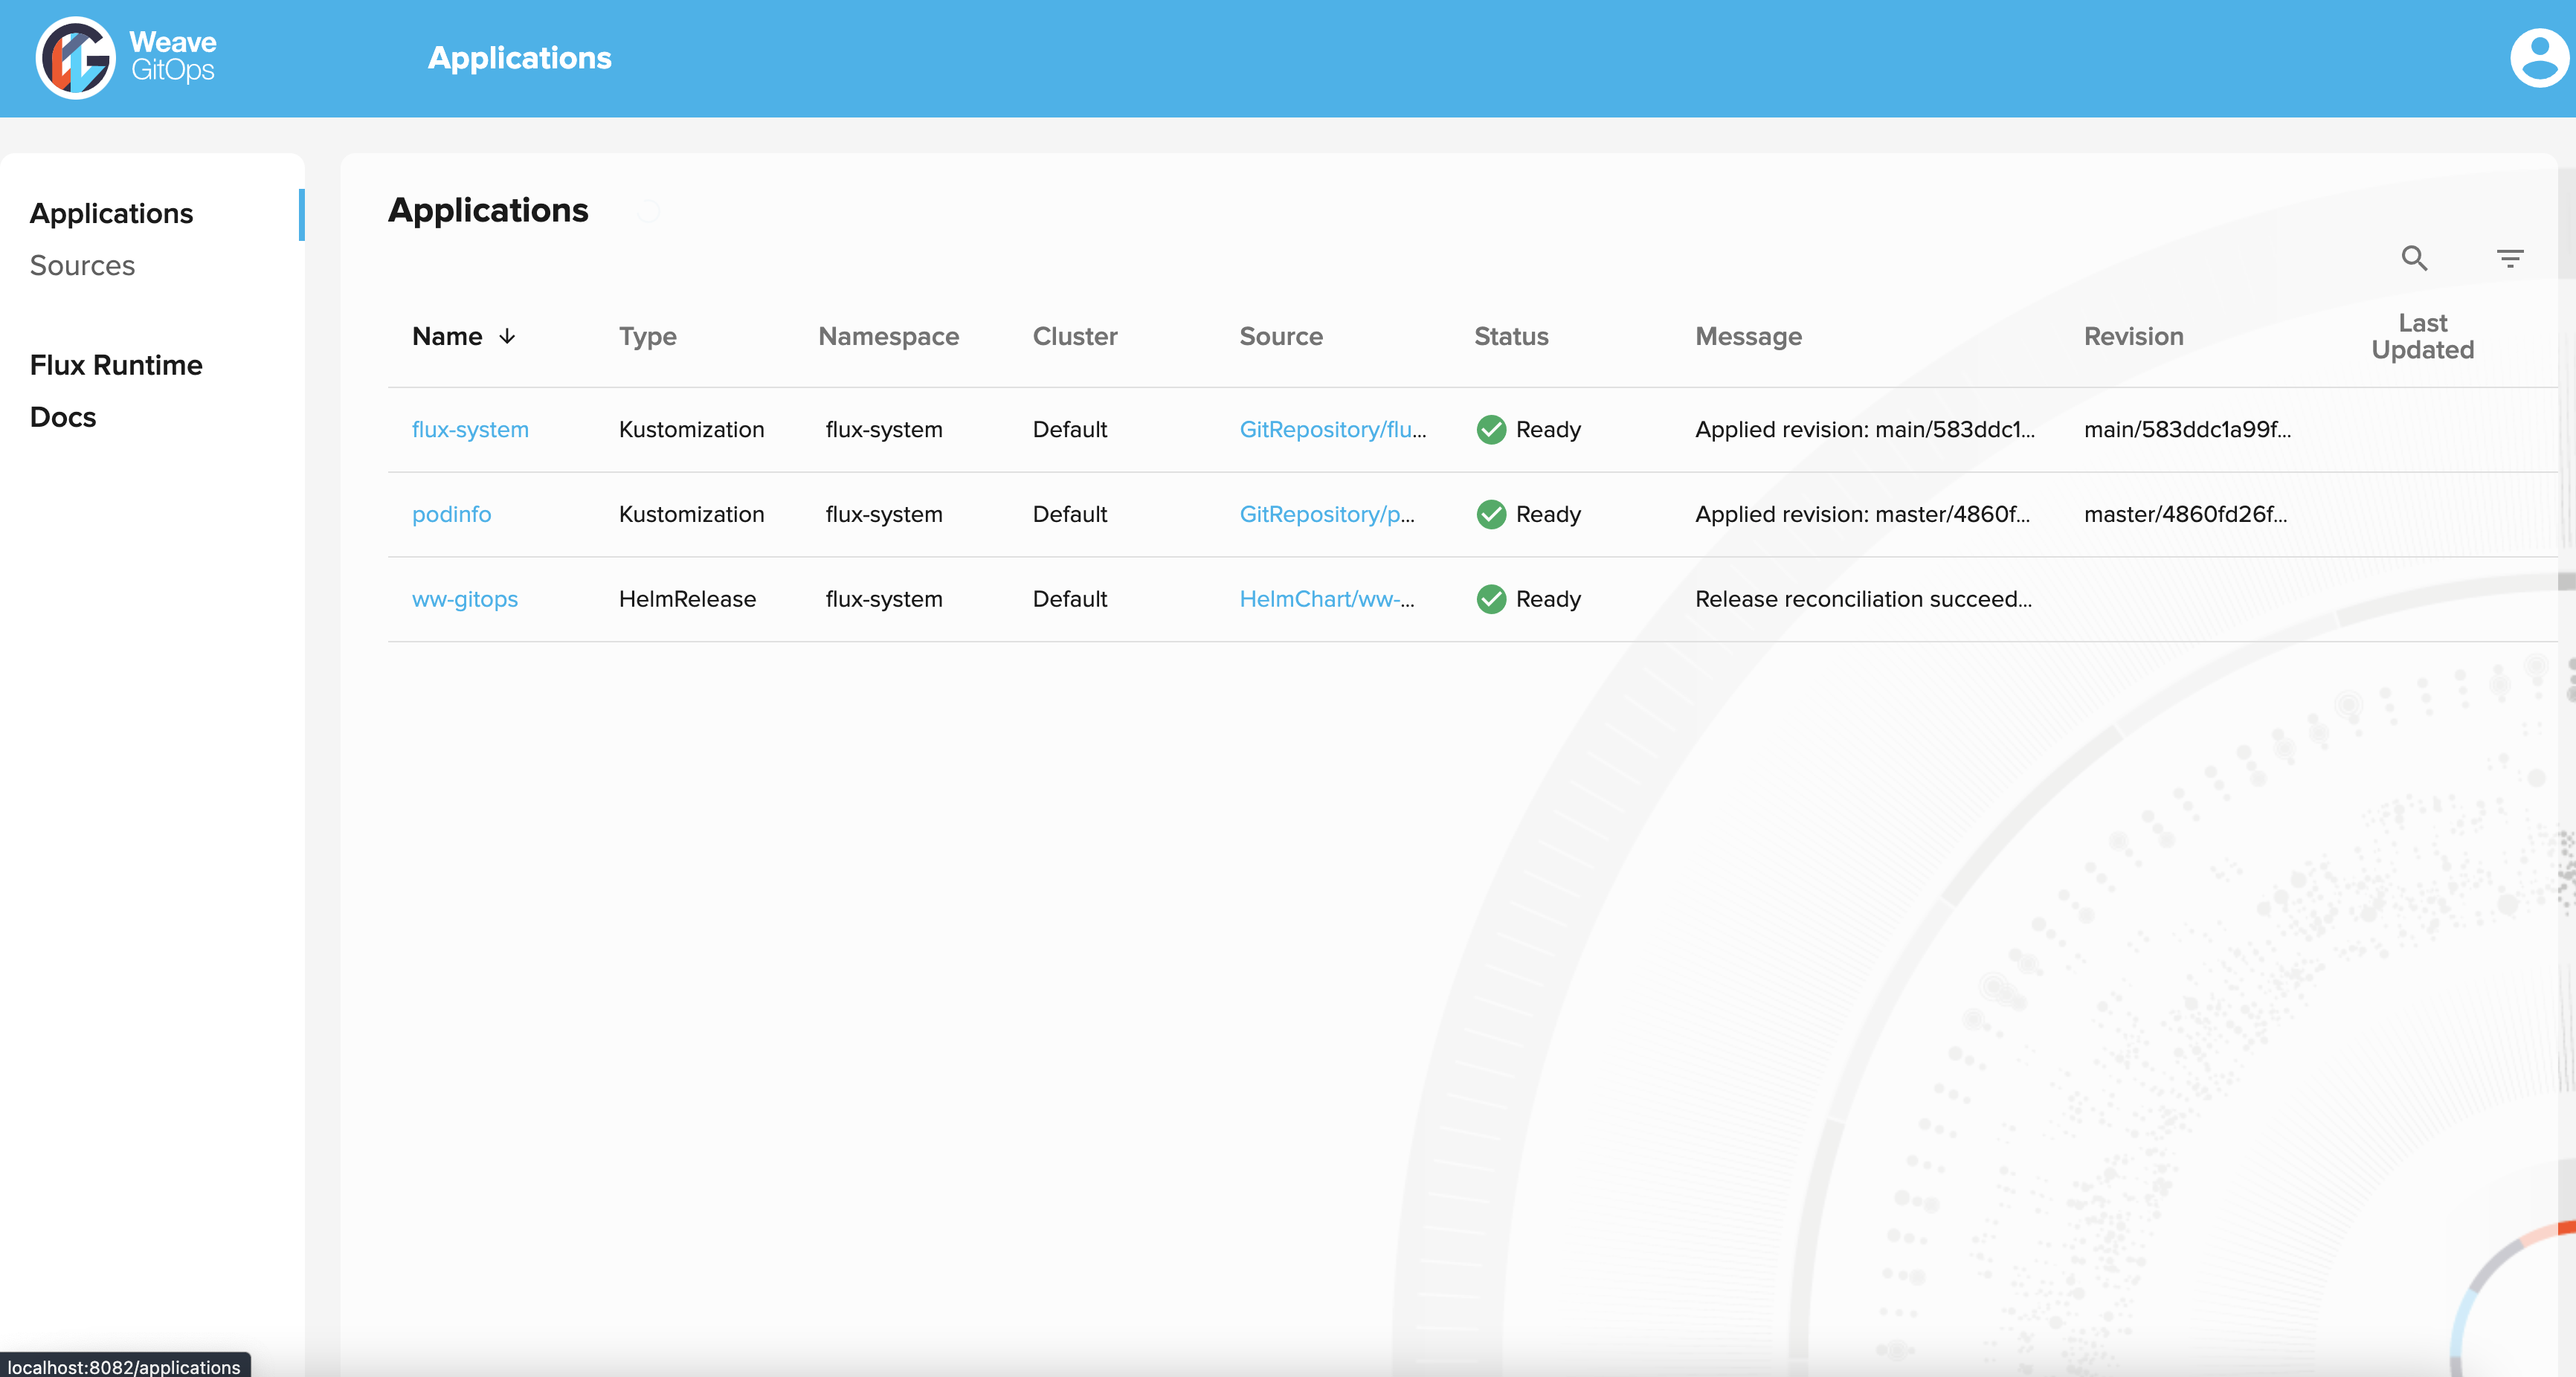 Weave
GitOps
Applications
Applications
Sources
Flux Runtime
Docs
Applications
Name Type Namespace Cluster Source Status Message Revision Last Updated
flux-system Kustomization flux-system Default GitRepository/flu... Ready Applied revision: main/583ddc1... main/583ddc1a99f...
podinfo Kustomization flux-system Default GitRepository/p... Ready Applied revision: master/4860f... master/4860fd26f...
ww-gitops HelmRelease flux-system Default HelmChart/ww-... Ready Release reconciliation succeed...
localhost:8082/applications